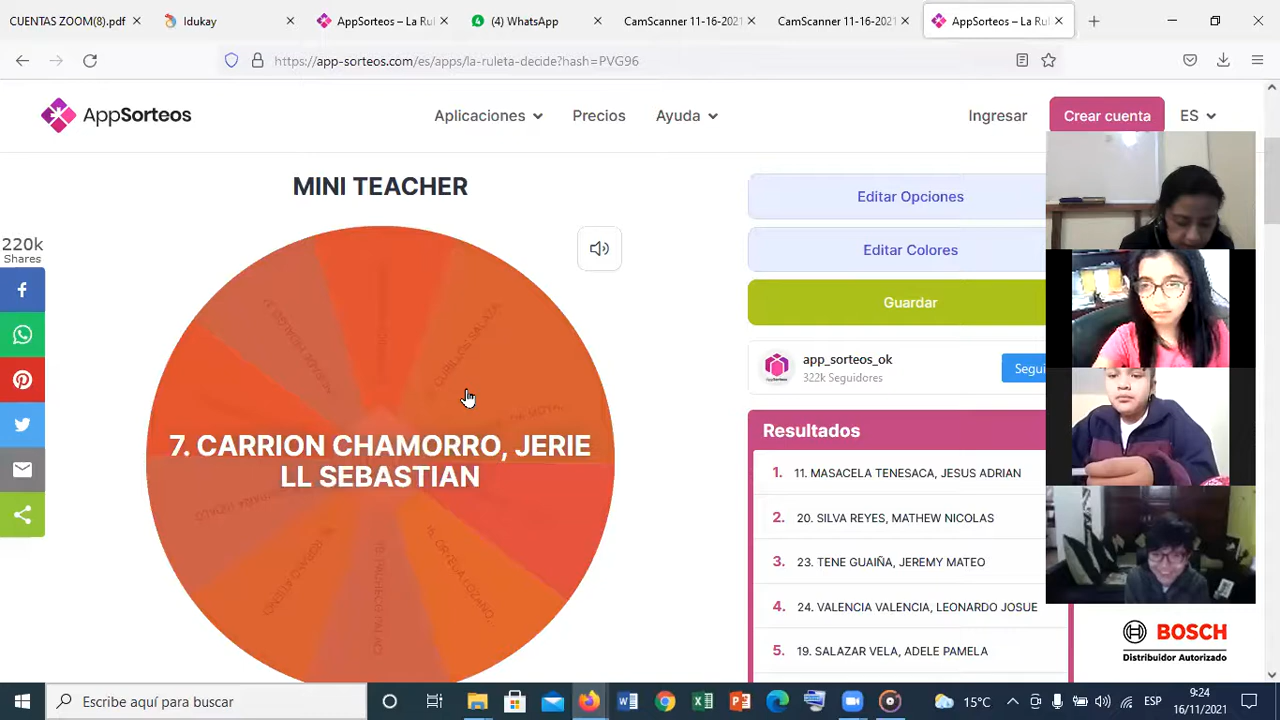 CUENTAS ZOOM(8).pdf
Idukay
AppSorteos – La Rul
(4) WhatsApp
CamScanner 11-16-2021
CamScanner 11-16-2021
AppSorteos – La Rul
https://app-sorteos.com/es/apps/la-ruleta-decide?hash=PVG96
AppSorteos
Aplicaciones
Precios
Ayuda
Ingresar
Crear cuenta
ES
MINI TEACHER
220k
Shares
7. CARRION CHAMORRO, JERIE
LL SEBASTIAN
Editar Opciones
Editar Colores
Guardar
app_sorteos_ok
322k Seguidores
Segui
Resultados
1. 11. MASACELA TENESACA, JESUS ADRIAN
2. 20. SILVA REYES, MATHEW NICOLAS
3. 23. TENE GUAIÑA, JEREMY MATEO
4. 24. VALENCIA VALENCIA, LEONARDO JOSUE
5. 19. SALAZAR VELA, ADELE PAMELA
BOSCH
Distribuidor Autorizado
Escribe aquí para buscar
15°C
ESP
9:24
16/11/2021